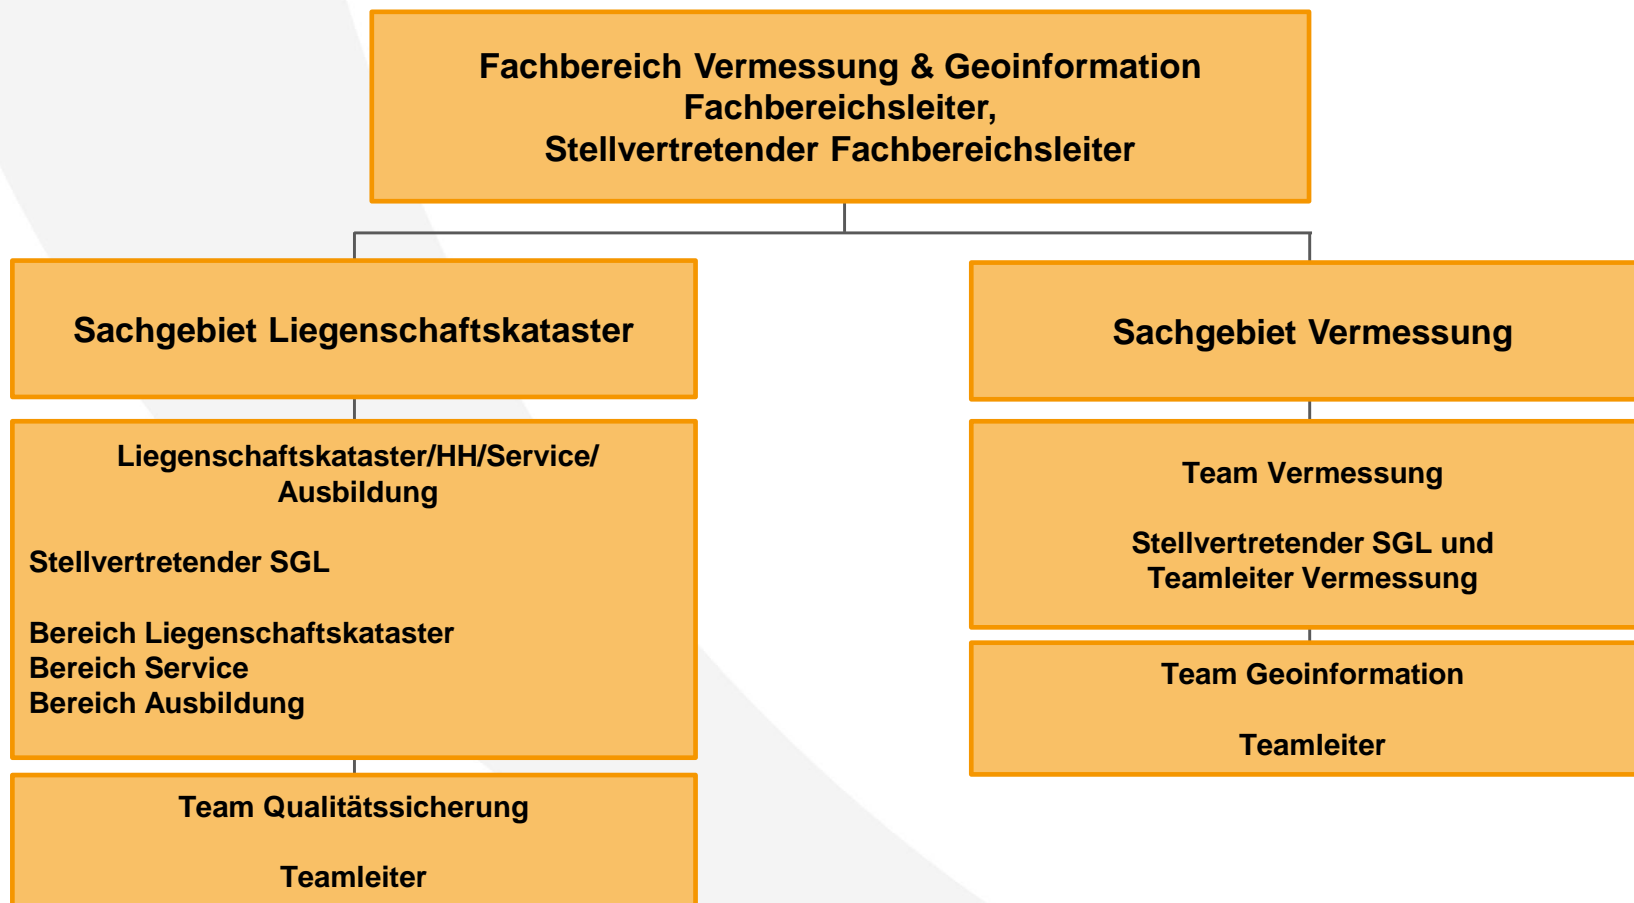 Fachbereich Vermessung & Geoinformation
Fachbereichsleiter,
Stellvertretender Fachbereichsleiter
Sachgebiet Liegenschaftskataster
Liegenschaftskataster/HH/Service/
Ausbildung
Stellvertretender SGL
Bereich Liegenschaftskataster
Bereich Service
Bereich Ausbildung
Team Qualitätssicherung
Teamleiter
Sachgebiet Vermessung
Team Vermessung
Stellvertretender SGL und
Teamleiter Vermessung
Team Geoinformation
Teamleiter